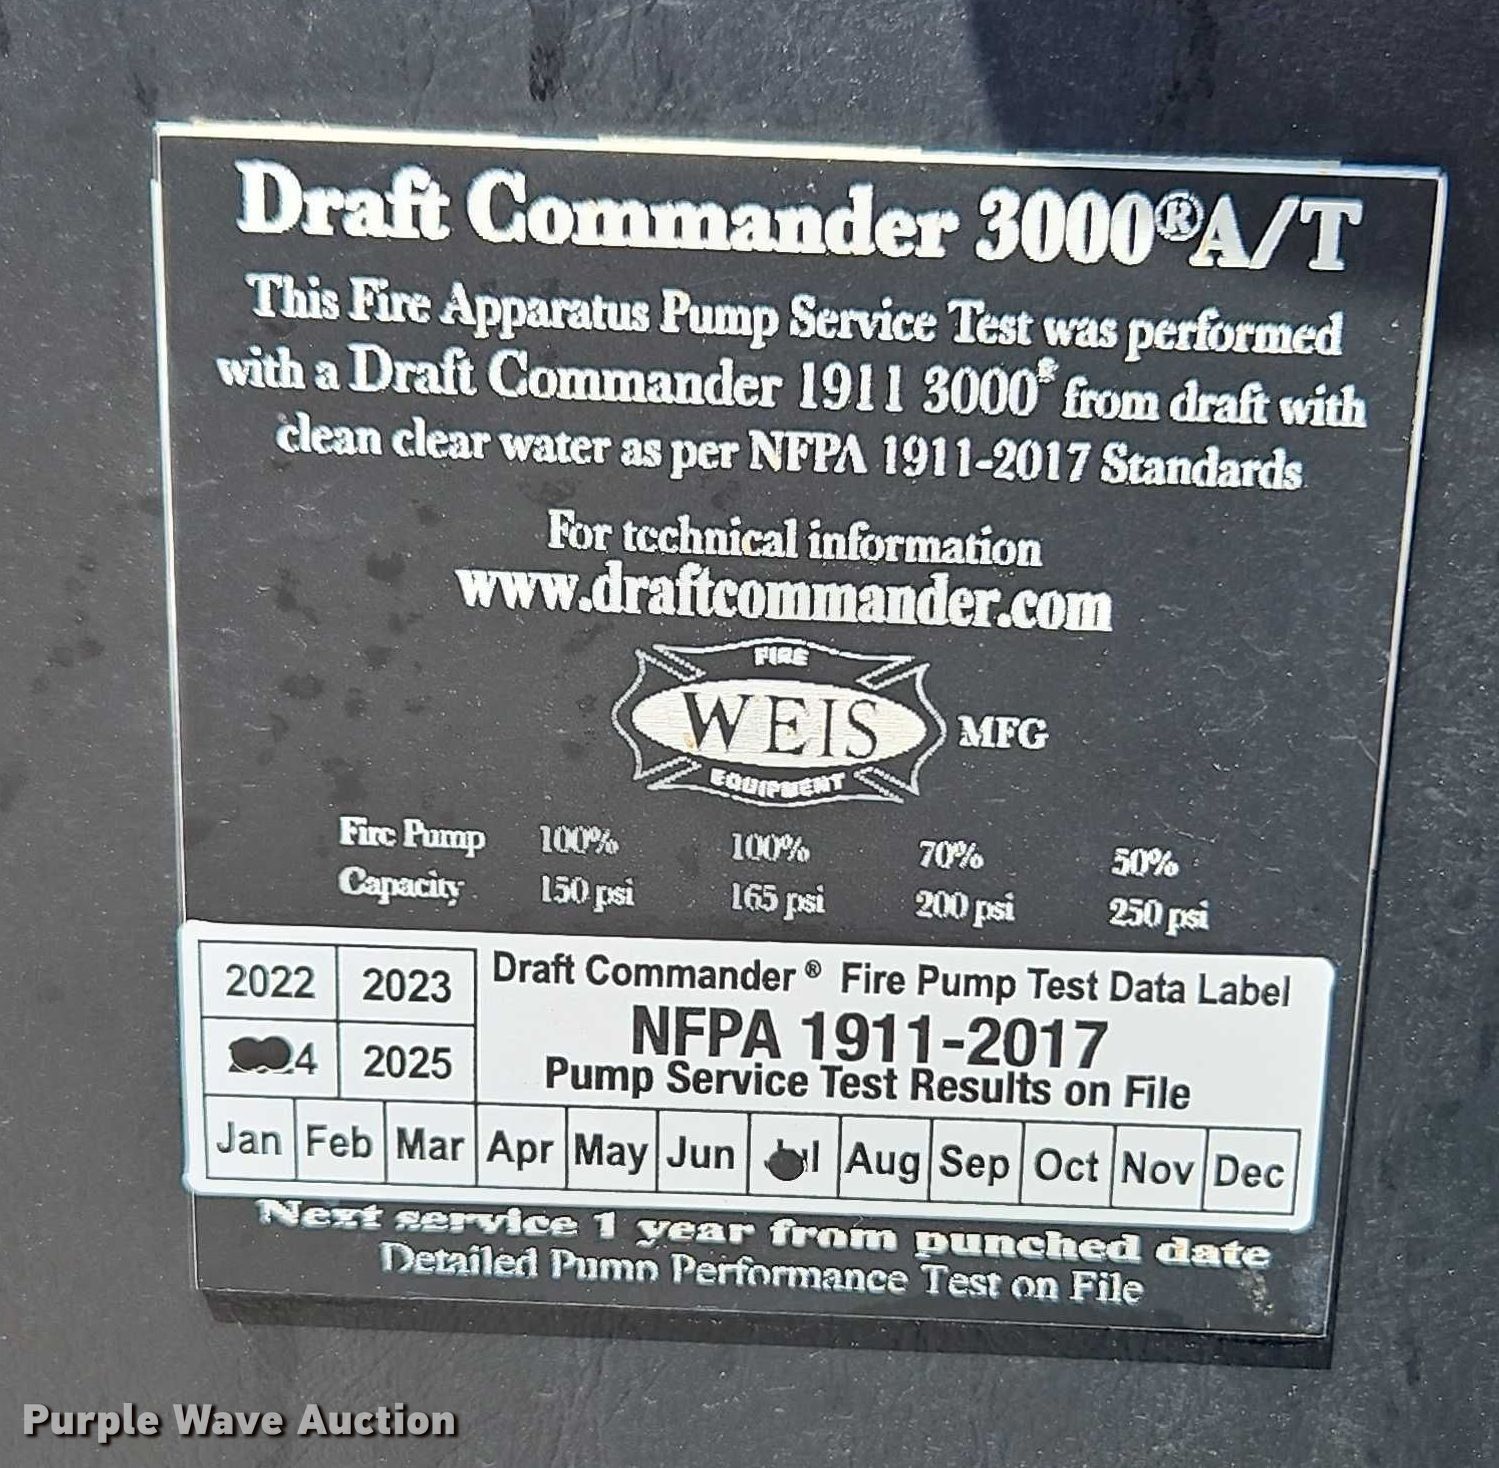 Draft Commander 3000®A/T
This Fire Apparatus Pump Service Test was performed
with a Draft Commander 1911 3000® from draft with
clean clear water as per NFPA 1911-2017 Standards
For technical information
www.draftcommander.com
FIRE
WEIS MFG
EQUIPMENT
Fire Pump 100% 100% 70% 50%
Capacity 150 psi 165 psi 200 psi 250 psi
2022 2023 Draft Commander® Fire Pump Test Data Label
NFPA 1911-2017
4 2025 Pump Service Test Results on File
Jan Feb Mar Apr May Jun Jul Aug Sep Oct Nov Dec
Next service 1 year from punched date
Detailed Pump Performance Test on File
Purple Wave Auction